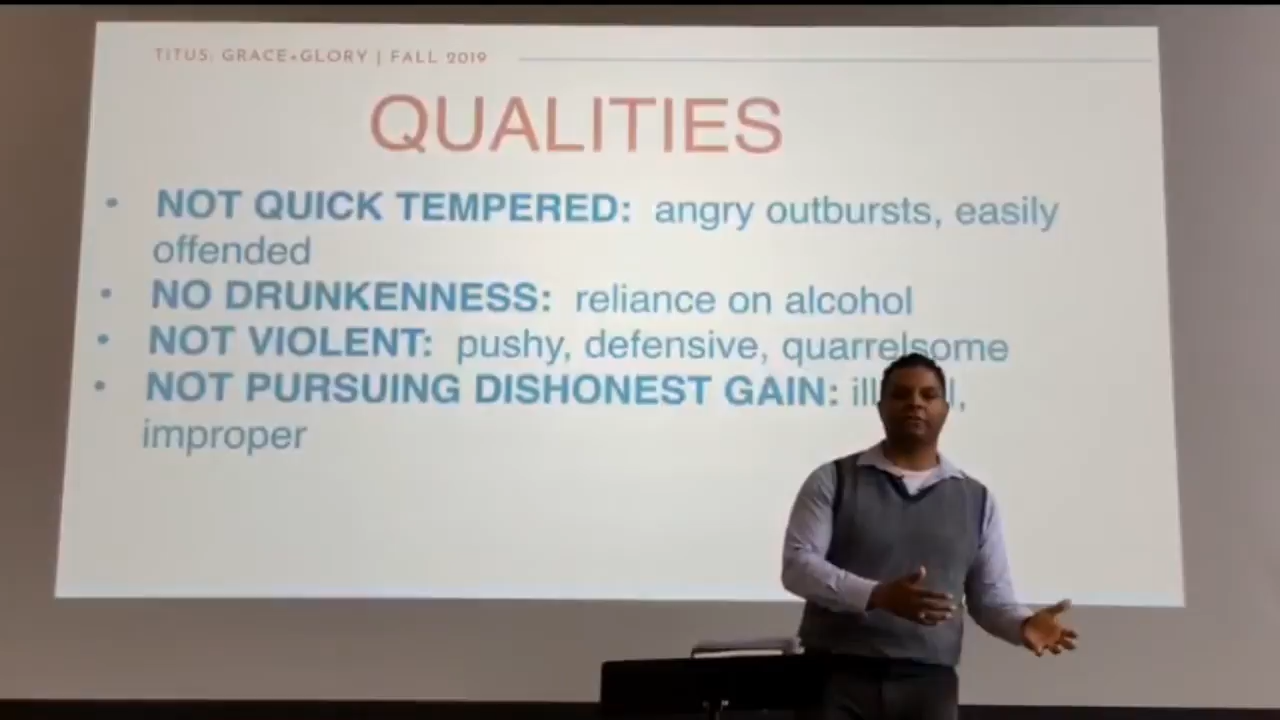 TITUS: GRACE+GLORY | FALL 2019
QUALITIES
• NOT QUICK TEMPERED: angry outbursts, easily
offended
• NO DRUNKENNESS: reliance on alcohol
• NOT VIOLENT: pushy, defensive, quarrelsome
• NOT PURSUING DISHONEST GAIN:
improper